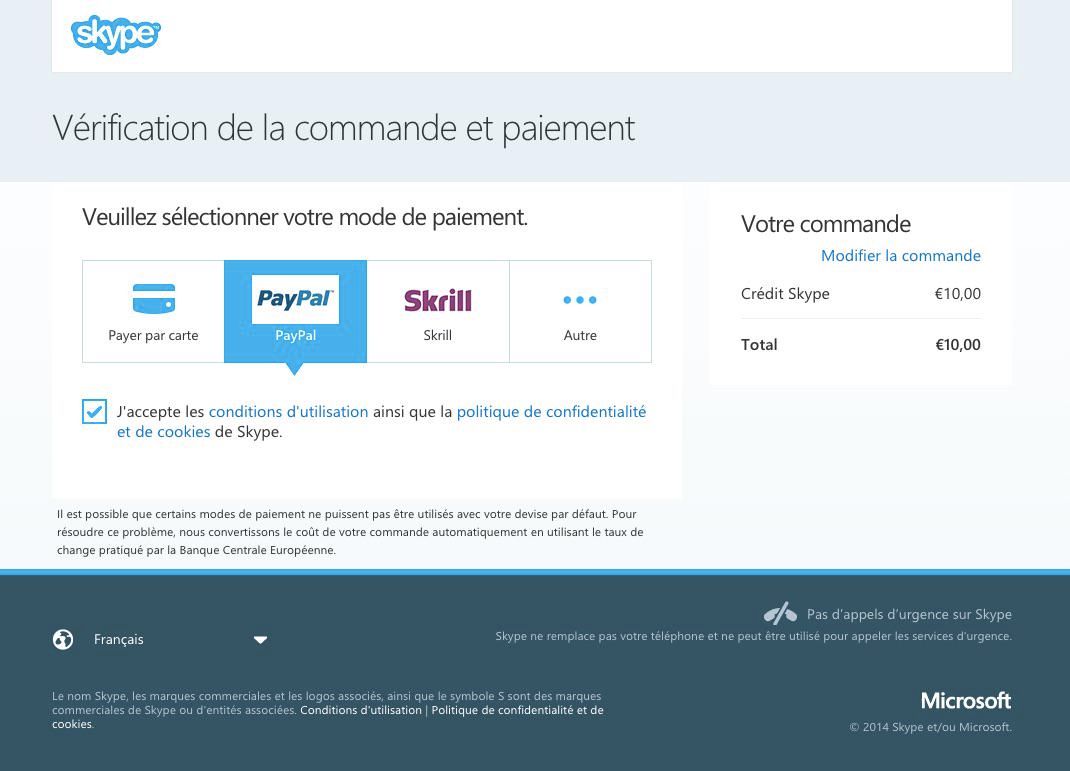 skype™
Vérification de la commande et paiement
Veuillez sélectionner votre mode de paiement.
Payer par carte
PayPal™
PayPal
Skrill
Skrill
Autre
J'accepte les conditions d'utilisation ainsi que la politique de confidentialité
et de cookies de Skype.
Votre commande
Modifier la commande
Crédit Skype €10,00
Total €10,00
Il est possible que certains modes de paiement ne puissent pas être utilisés avec votre devise par défaut. Pour
résoudre ce problème, nous convertissons le coût de votre commande automatiquement en utilisant le taux de
change pratiqué par la Banque Centrale Européenne.
Français
Pas d’appels d’urgence sur Skype
Skype ne remplace pas votre téléphone et ne peut être utilisé pour appeler les services d'urgence.
Le nom Skype, les marques commerciales et les logos associés, ainsi que le symbole S sont des marques
commerciales de Skype ou d'entités associées. Conditions d'utilisation | Politique de confidentialité et de
cookies.
Microsoft
© 2014 Skype et/ou Microsoft.